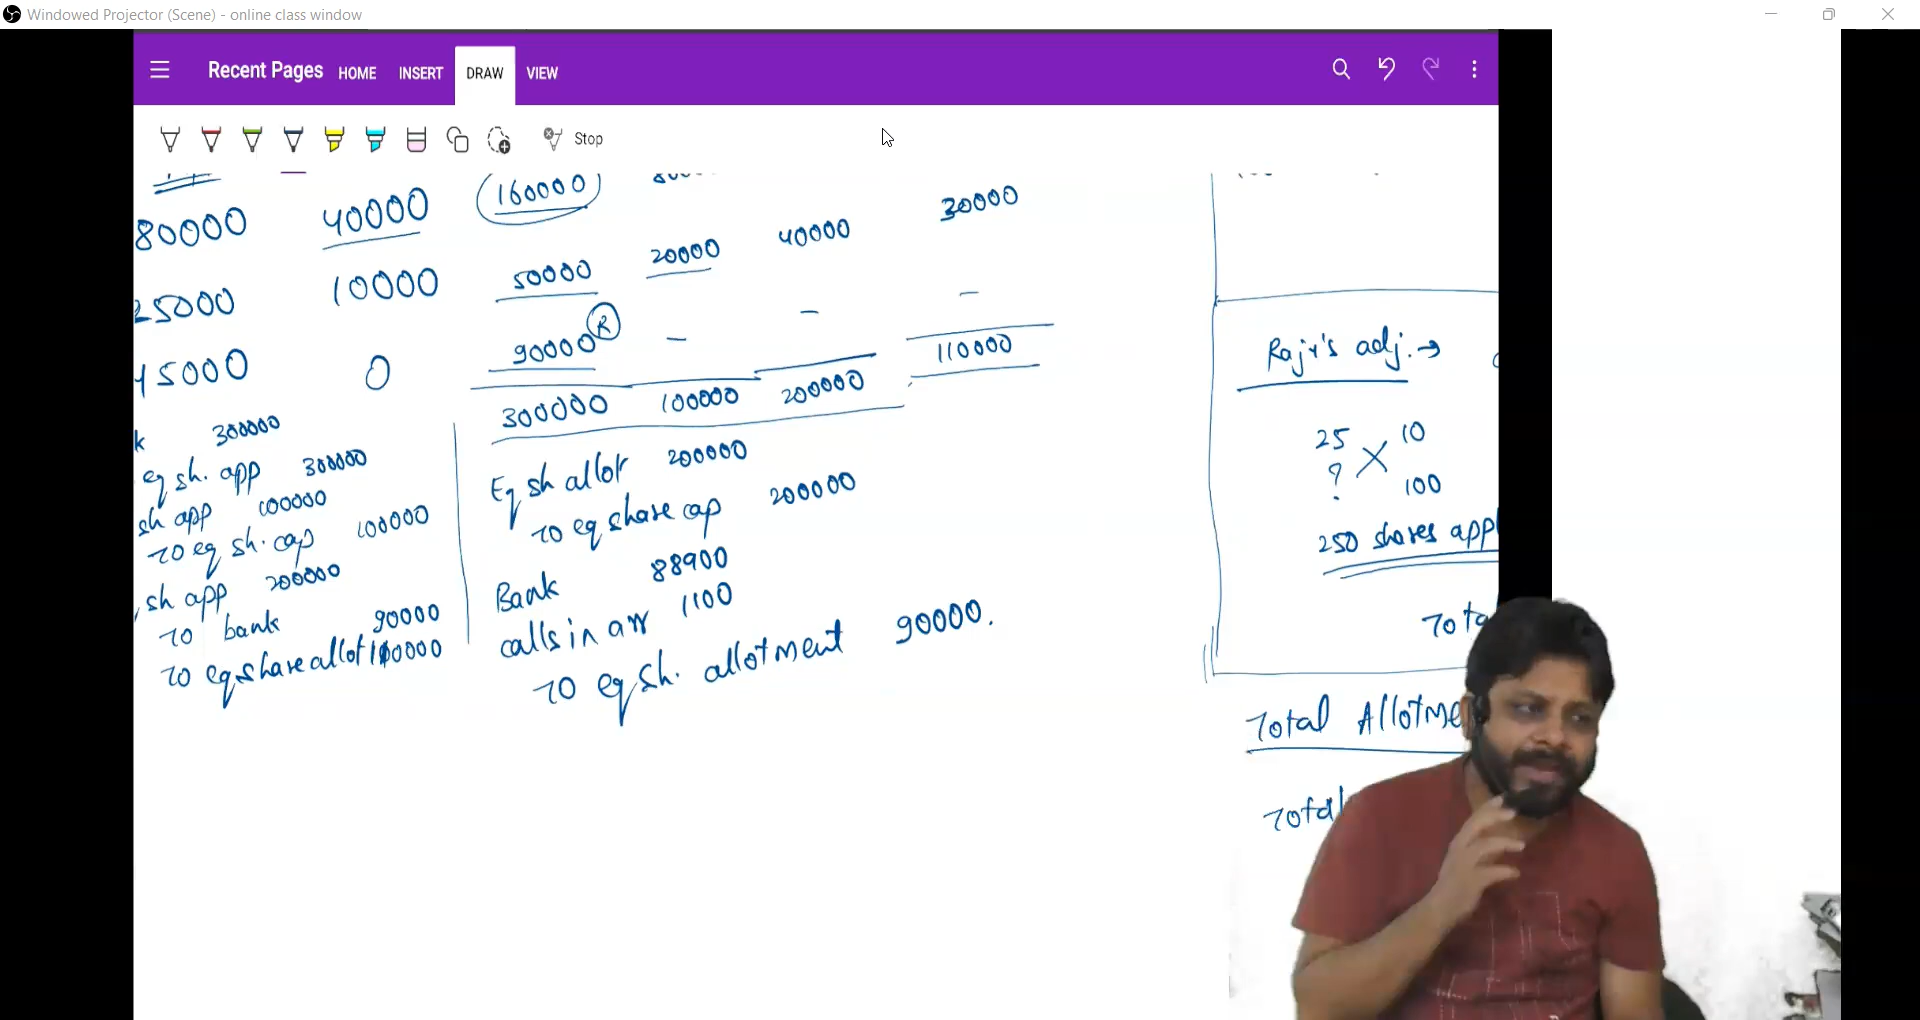 Windowed Projector (Scene) - online class window
Recent Pages HOME INSERT DRAW VIEW
Stop
80000 40000 160000 30000
25000 10000 50000 20000 40000
45000 0 90000 R - - -
300000 100000 200000 110000
k 300000
eq sh. app 300000
sh app 100000
To eq sh. cap 100000
sh app 200000
To bank 90000
To eq share allot 110000
Eq sh allot 200000
To eq share cap 200000
Bank 88900
calls in arr 1100
To eq sh. allotment 90000.
Rajv's adj. →
25 10
? 100
250 shares appl
Tota
Total Allotme
Total